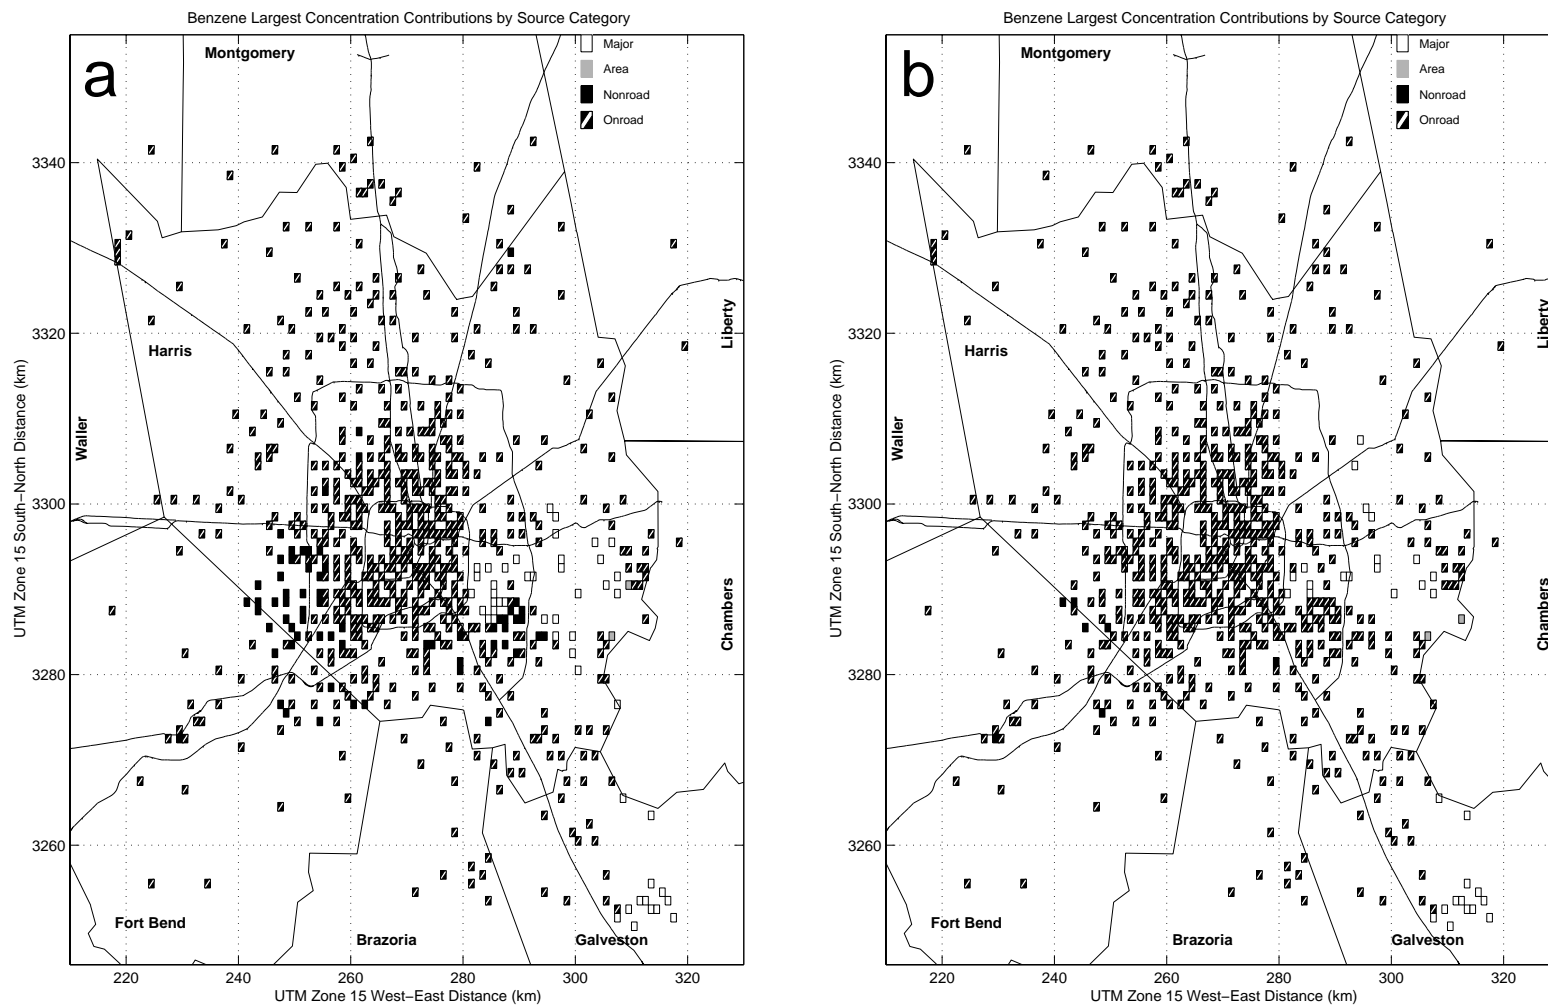 Benzene Largest Concentration Contributions by Source Category
a
Montgomery
Major
Area
Nonroad
Onroad
Harris
Waller
Liberty
Chambers
Fort Bend
Brazoria
Galveston
3340
3320
3300
3280
3260
220 240 260 280 300 320
UTM Zone 15 West−East Distance (km)
UTM Zone 15 South−North Distance (km)
Benzene Largest Concentration Contributions by Source Category
b
Montgomery
Major
Area
Nonroad
Onroad
Harris
Waller
Liberty
Chambers
Fort Bend
Brazoria
Galveston
3340
3320
3300
3280
3260
220 240 260 280 300 320
UTM Zone 15 West−East Distance (km)
UTM Zone 15 South−North Distance (km)